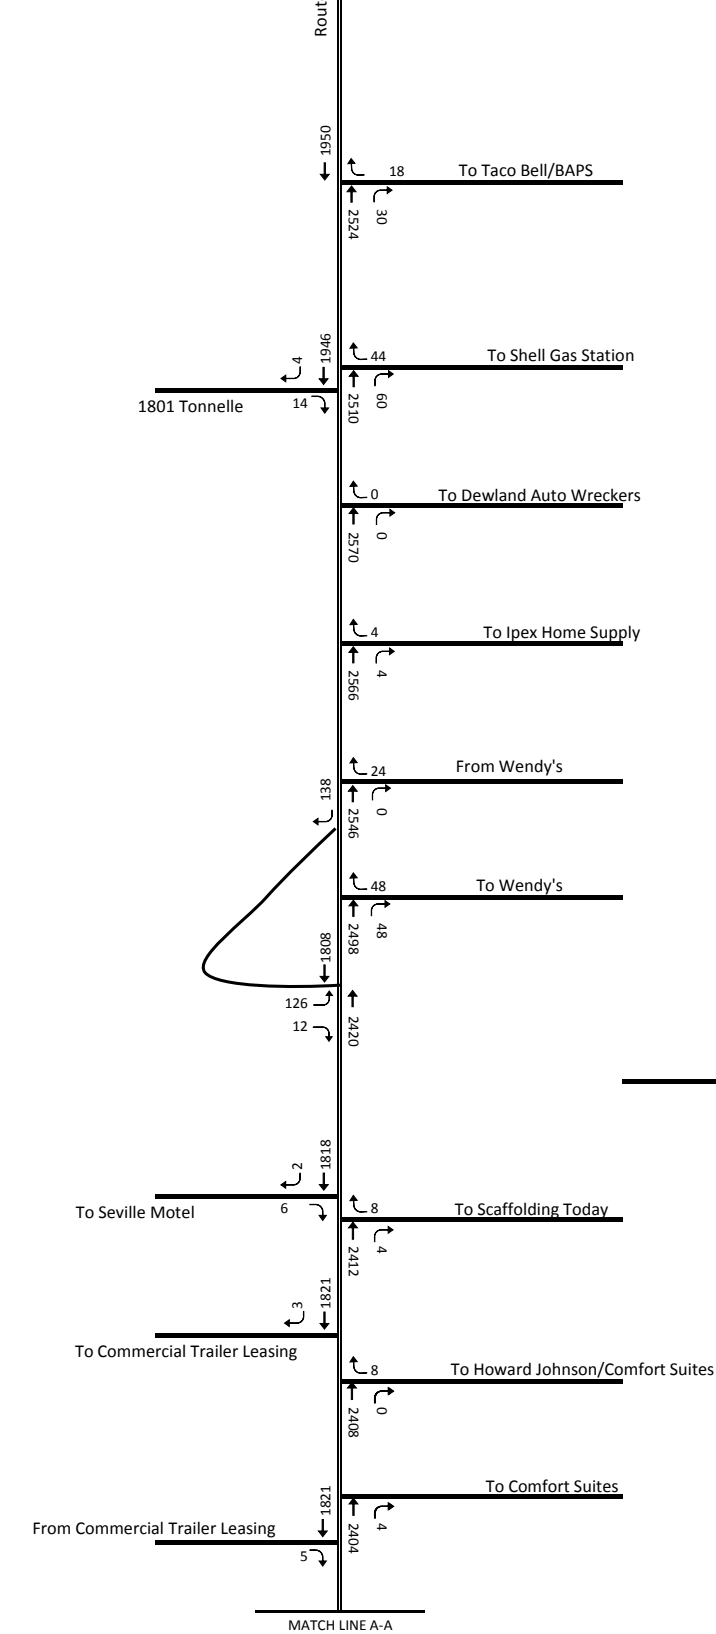 Rout
1950
18
To Taco Bell/BAPS
2524
30
1946
4
44
To Shell Gas Station
14
1801 Tonnelle
2510
60
0
To Dewland Auto Wreckers
2570
0
4
To Ipex Home Supply
2566
4
24
From Wendy's
138
2546
0
48
To Wendy's
2498
48
1808
126
12
2420
1818
2
6
To Seville Motel
8
To Scaffolding Today
2412
4
1821
3
To Commercial Trailer Leasing
8
To Howard Johnson/Comfort Suites
2408
0
1821
To Comfort Suites
2404
4
From Commercial Trailer Leasing
5
MATCH LINE A-A